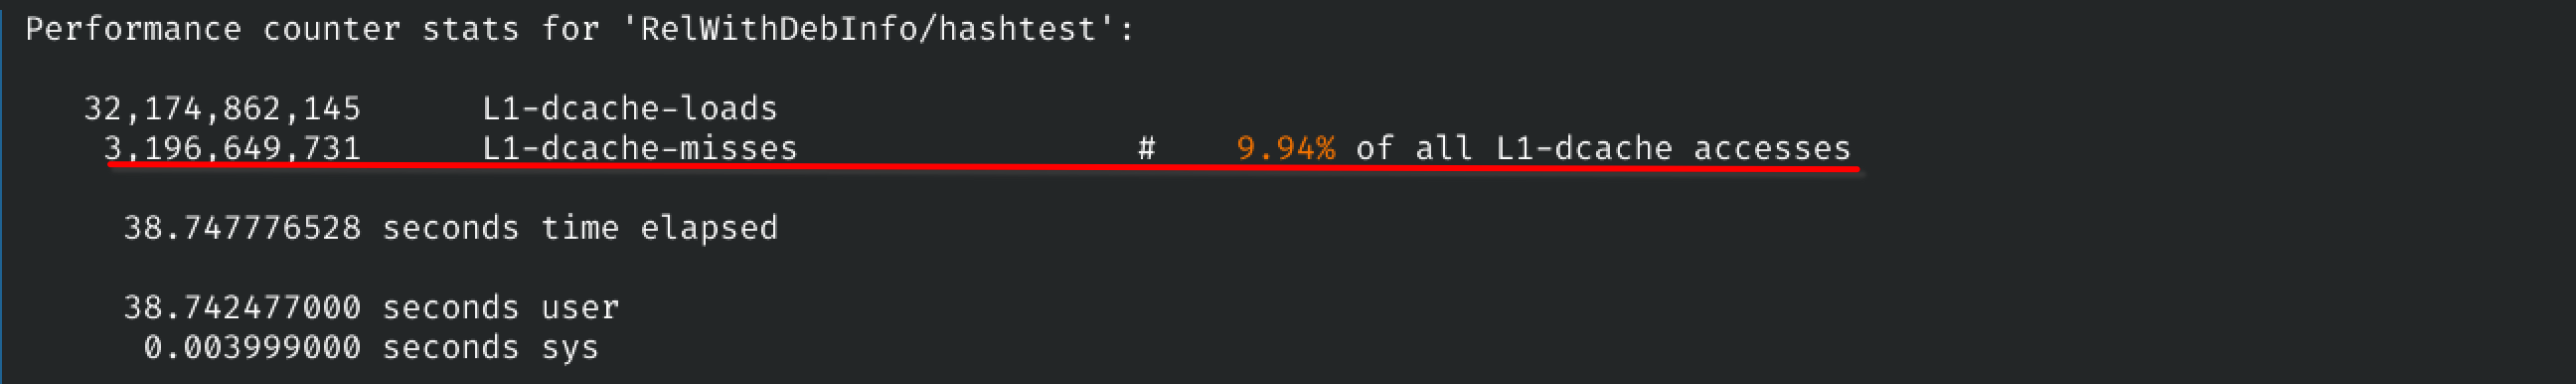 Performance counter stats for 'RelWithDebInfo/hashtest':
32,174,862,145 L1-dcache-loads
3,196,649,731 L1-dcache-misses # 9.94% of all L1-dcache accesses
38.747776528 seconds time elapsed
38.742477000 seconds user
0.003999000 seconds sys